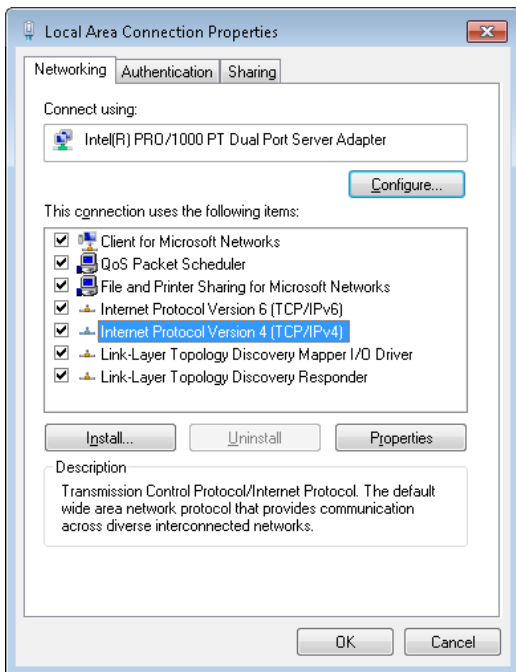 Local Area Connection Properties
Networking Authentication Sharing
Connect using:
Intel(R) PRO/1000 PT Dual Port Server Adapter
Configure...
This connection uses the following items:
Client for Microsoft Networks
QoS Packet Scheduler
File and Printer Sharing for Microsoft Networks
Internet Protocol Version 6 (TCP/IPv6)
Internet Protocol Version 4 (TCP/IPv4)
Link-Layer Topology Discovery Mapper I/O Driver
Link-Layer Topology Discovery Responder
Install... Uninstall Properties
Description
Transmission Control Protocol/Internet Protocol. The default
wide area network protocol that provides communication
across diverse interconnected networks.
OK Cancel